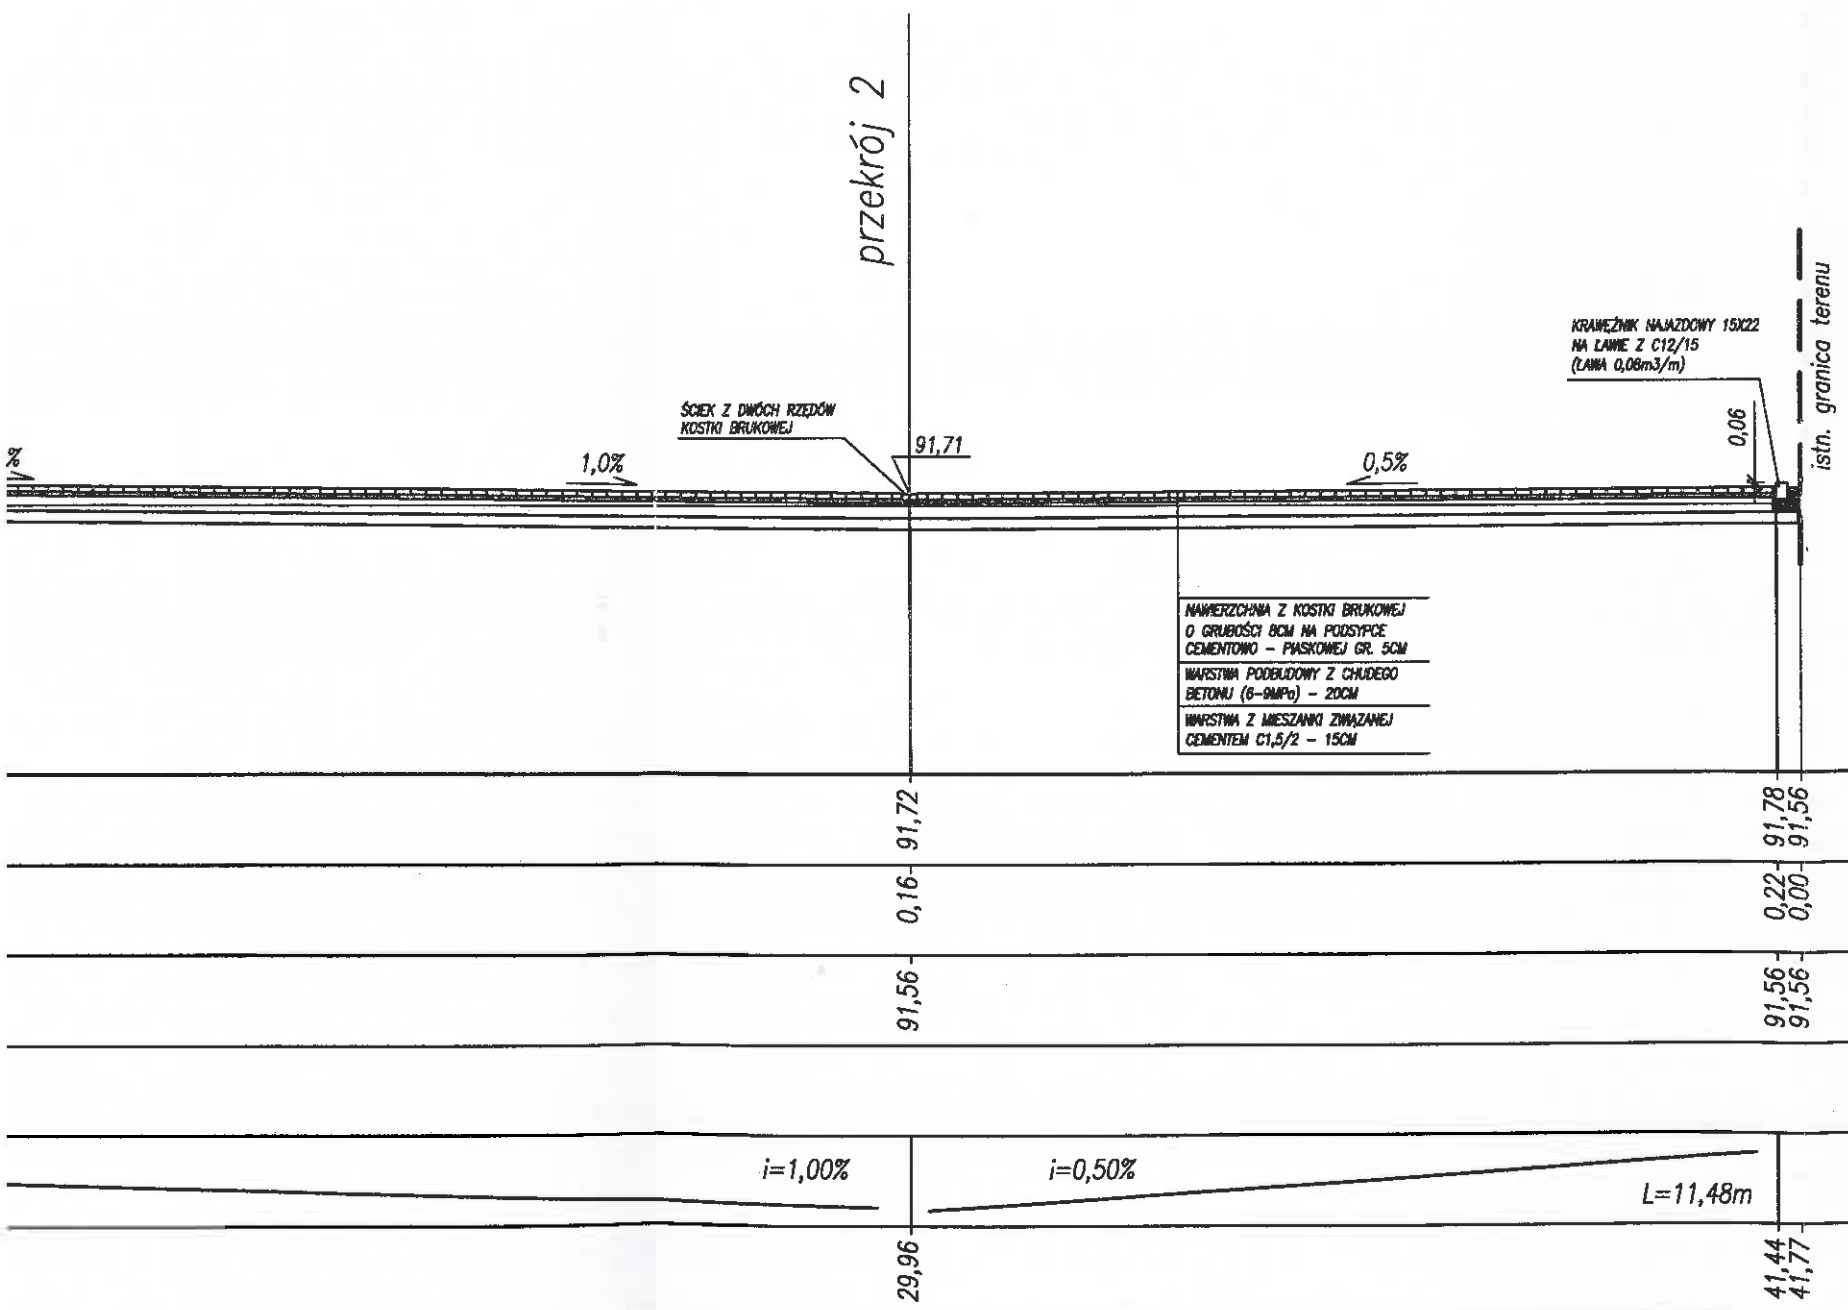 przekrój 2
istn. granica terenu
KRAWĘŻNIK NAJAZDOWY 15X22
NA ŁAWIE Z C12/15
(ŁAWA 0,08m3/m)
0,06
ŚCIEK Z DWÓCH RZĘDÓW
KOSTKI BRUKOWEJ
91,71
%
1,0%
0,5%
NAWIERZCHNIA Z KOSTKI BRUKOWEJ
O GRUBOŚCI 8CM NA PODSYPCE
CEMENTOWO - PIASKOWEJ GR. 5CM
WARSTWA PODBUDOWY Z CHUDEGO
BETONU (6-9MPa) - 20CM
WARSTWA Z MIESZANKI ZWIĄZANEJ
CEMENTEM C1,5/2 - 15CM
91,72
91,78
91,56
0,16
0,22
0,00
91,56
91,56
91,56
i=1,00%
i=0,50%
L=11,48m
29,96
41,44
41,77